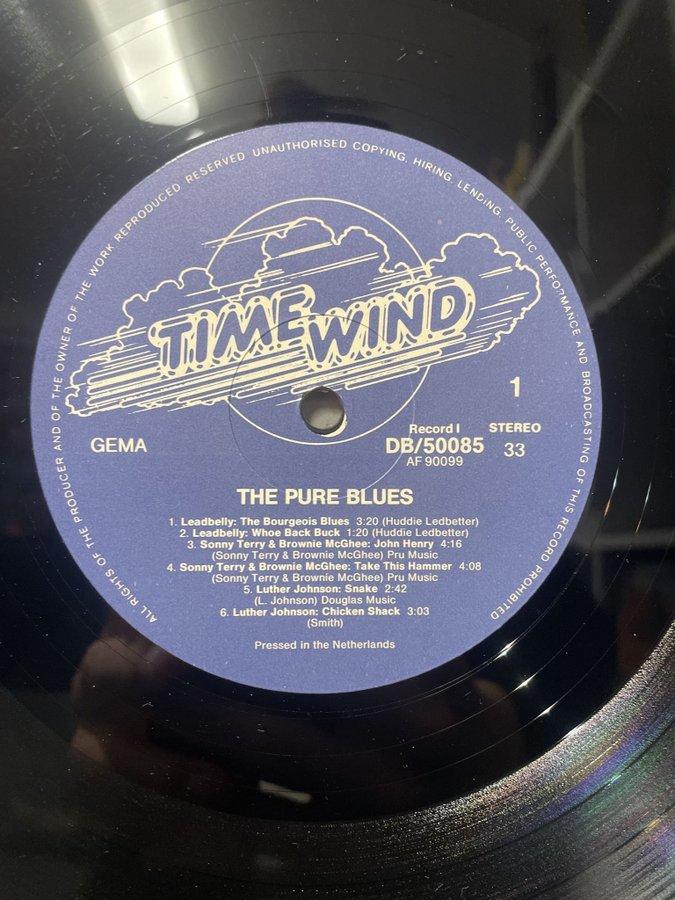 ALL RIGHTS OF THE PRODUCER AND OF THE OWNER OF THE WORK REPRODUCED RESERVED UNAUTHORISED COPYING, HIRING, LENDING, PUBLIC PERFORMANCE AND BROADCASTING OF THIS RECORD PROHIBITED
TIME WIND
1
GEMA
Record I
STEREO
DB/50085
33
AF 90099
THE PURE BLUES
1. Leadbelly: The Bourgeois Blues 3:20 (Huddie Ledbetter)
2. Leadbelly: Whoe Back Buck 1:20 (Huddie Ledbetter)
3. Sonny Terry & Brownie McGhee: John Henry 4:16
(Sonny Terry & Brownie McGhee) Pru Music
4. Sonny Terry & Brownie McGhee: Take This Hammer 4:08
(Sonny Terry & Brownie McGhee) Pru Music
5. Luther Johnson: Snake 2:42
(L. Johnson) Douglas Music
6. Luther Johnson: Chicken Shack 3:03
(Smith)
Pressed in the Netherlands